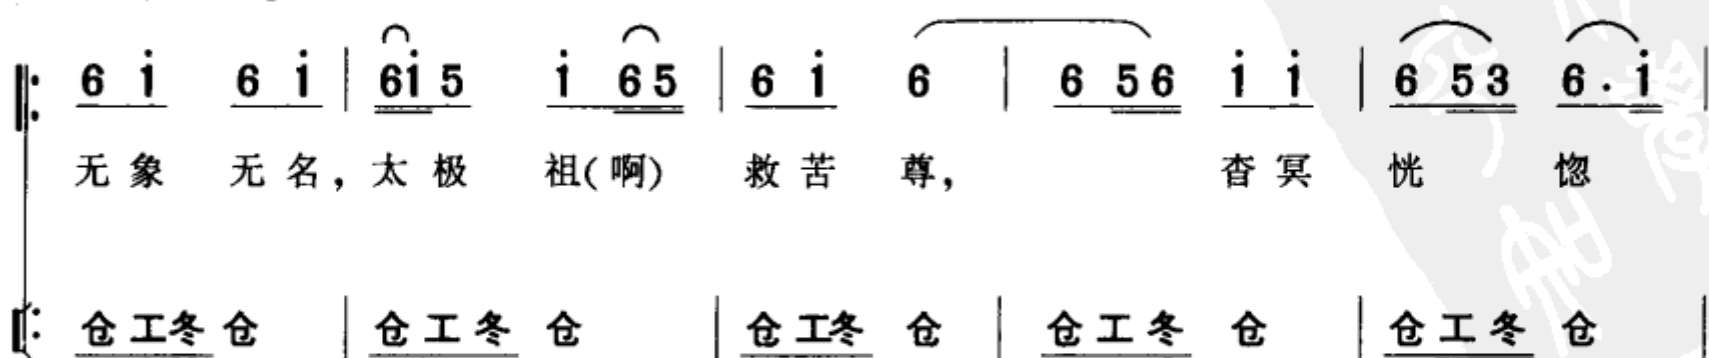 6 i 6 i | 6i 5 i 65 | 6 i 6 | 6 56 i i | 6 53 6 · i |
无象 无名，太极 祖(啊) 救苦 尊， 杳冥 恍 惚
仓工冬仓 | 仓工冬 仓 | 仓工冬 仓 | 仓工冬 仓 | 仓工冬 仓